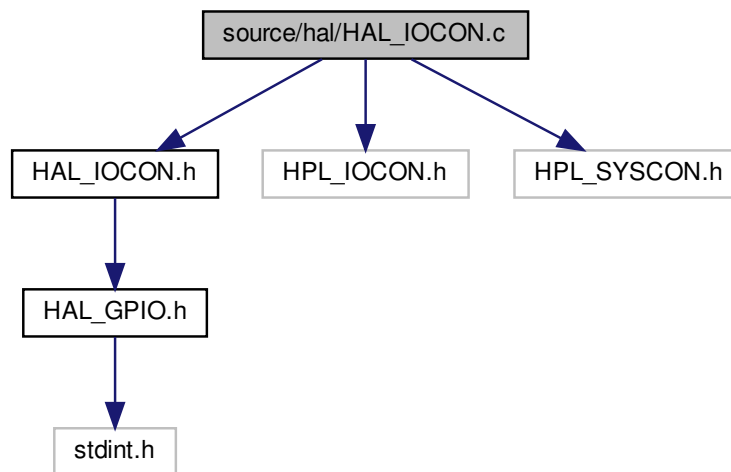 source/hal/HAL_IOCON.c
HAL_IOCON.h
HPL_IOCON.h
HPL_SYSCON.h
HAL_GPIO.h
stdint.h